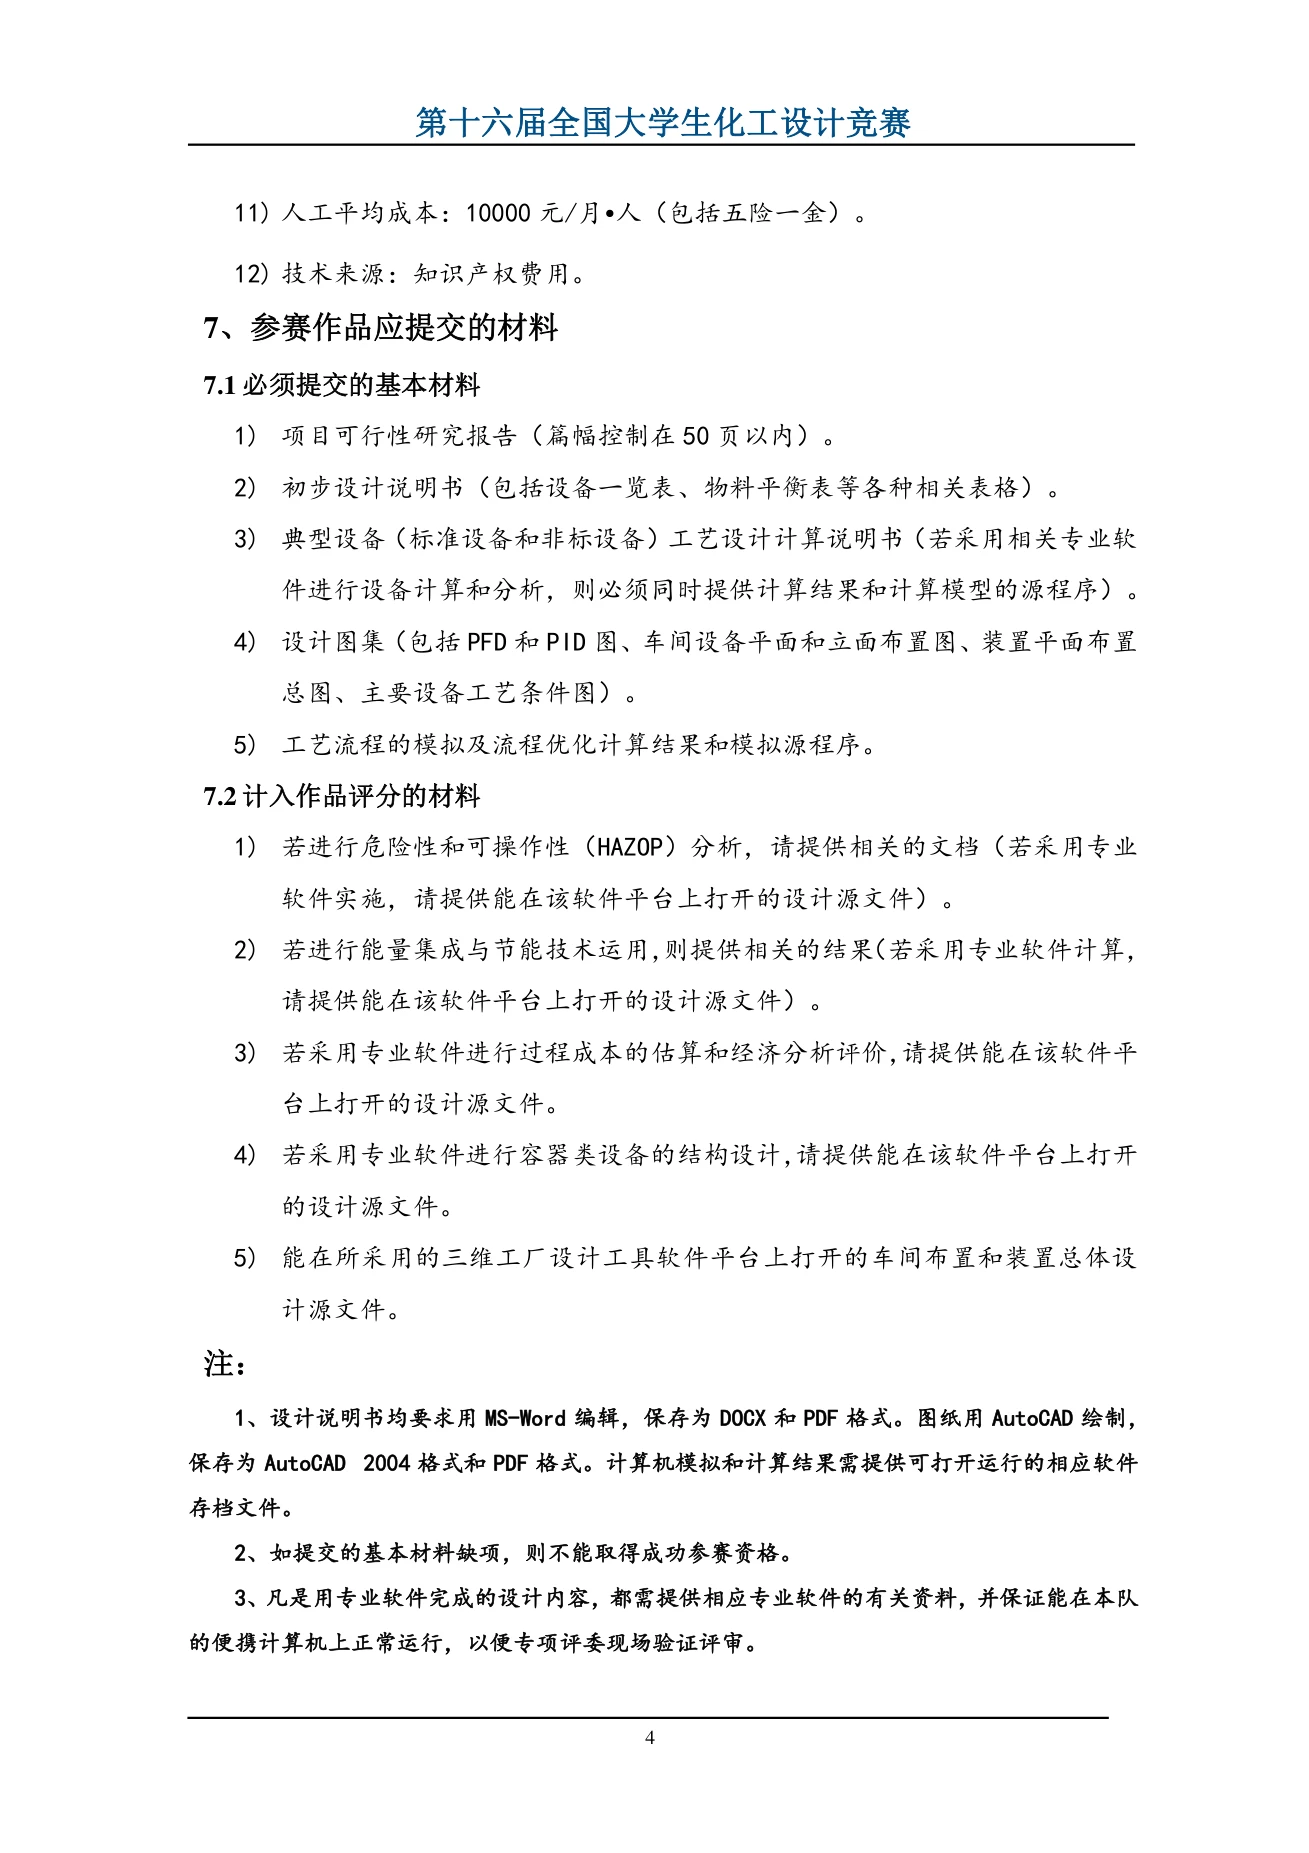 第十六届全国大学生化工设计竞赛
11) 人工平均成本：10000 元/月•人（包括五险一金）。
12) 技术来源：知识产权费用。
7、参赛作品应提交的材料
7.1 必须提交的基本材料
1) 项目可行性研究报告（篇幅控制在 50 页以内）。
2) 初步设计说明书（包括设备一览表、物料平衡表等各种相关表格）。
3) 典型设备（标准设备和非标设备）工艺设计计算说明书（若采用相关专业软
件进行设备计算和分析，则必须同时提供计算结果和计算模型的源程序）。
4) 设计图集（包括 PFD 和 PID 图、车间设备平面和立面布置图、装置平面布置
总图、主要设备工艺条件图）。
5) 工艺流程的模拟及流程优化计算结果和模拟源程序。
7.2 计入作品评分的材料
1) 若进行危险性和可操作性（HAZOP）分析，请提供相关的文档（若采用专业
软件实施，请提供能在该软件平台上打开的设计源文件）。
2) 若进行能量集成与节能技术运用,则提供相关的结果(若采用专业软件计算,
请提供能在该软件平台上打开的设计源文件）。
3) 若采用专业软件进行过程成本的估算和经济分析评价,请提供能在该软件平
台上打开的设计源文件。
4) 若采用专业软件进行容器类设备的结构设计,请提供能在该软件平台上打开
的设计源文件。
5) 能在所采用的三维工厂设计工具软件平台上打开的车间布置和装置总体设
计源文件。
注：
1、设计说明书均要求用 MS-Word 编辑，保存为 DOCX 和 PDF 格式。图纸用 AutoCAD 绘制，
保存为 AutoCAD 2004 格式和 PDF 格式。计算机模拟和计算结果需提供可打开运行的相应软件
存档文件。
2、如提交的基本材料缺项，则不能取得成功参赛资格。
3、凡是用专业软件完成的设计内容，都需提供相应专业软件的有关资料，并保证能在本队
的便携计算机上正常运行，以便专项评委现场验证评审。
4